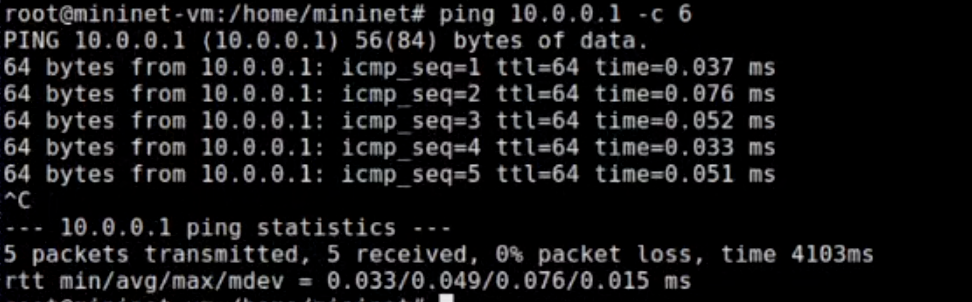 root@mininet-vm:/home/mininet# ping 10.0.0.1 -c 6
PING 10.0.0.1 (10.0.0.1) 56(84) bytes of data.
64 bytes from 10.0.0.1: icmp_seq=1 ttl=64 time=0.037 ms
64 bytes from 10.0.0.1: icmp_seq=2 ttl=64 time=0.076 ms
64 bytes from 10.0.0.1: icmp_seq=3 ttl=64 time=0.052 ms
64 bytes from 10.0.0.1: icmp_seq=4 ttl=64 time=0.033 ms
64 bytes from 10.0.0.1: icmp_seq=5 ttl=64 time=0.051 ms
^C
--- 10.0.0.1 ping statistics ---
5 packets transmitted, 5 received, 0% packet loss, time 4103ms
rtt min/avg/max/mdev = 0.033/0.049/0.076/0.015 ms
root@mininet-vm:/home/mininet#